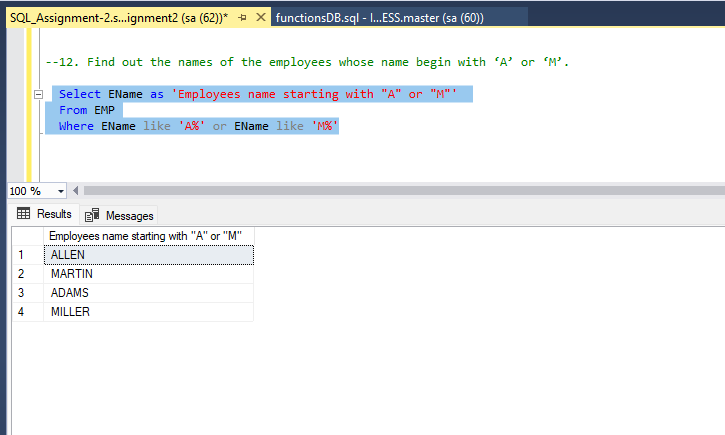 SQL_Assignment-2.s...ignment2 (sa (62))* functionsDB.sql - l...ESS.master (sa (60))
--12. Find out the names of the employees whose name begin with ‘A’ or ‘M’.
Select EName as 'Employees name starting with "A" or "M"'
From EMP
Where EName like 'A%' or EName like 'M%'
100 %
Results Messages
Employees name starting with "A" or "M"
1 ALLEN
2 MARTIN
3 ADAMS
4 MILLER